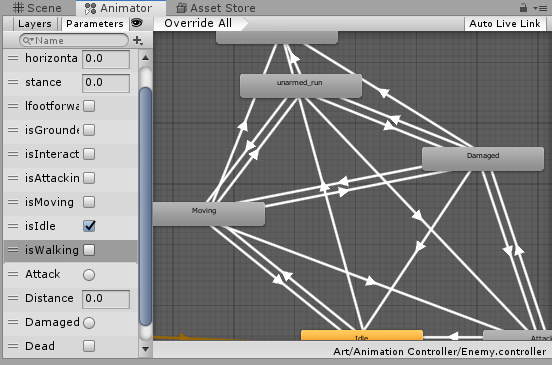 Scene
Animator
Asset Store
Layers
Parameters
Override All
Auto Live Link
Name
horizonta
0.0
stance
0.0
lfootforwa
isGrounde
isInteract
isAttackin
isMoving
isIdle
isWalking
Attack
Distance
0.0
Damaged
Dead
unarmed_run
Damaged
Moving
Idle
Attack
Art/Animation Controller/Enemy.controller